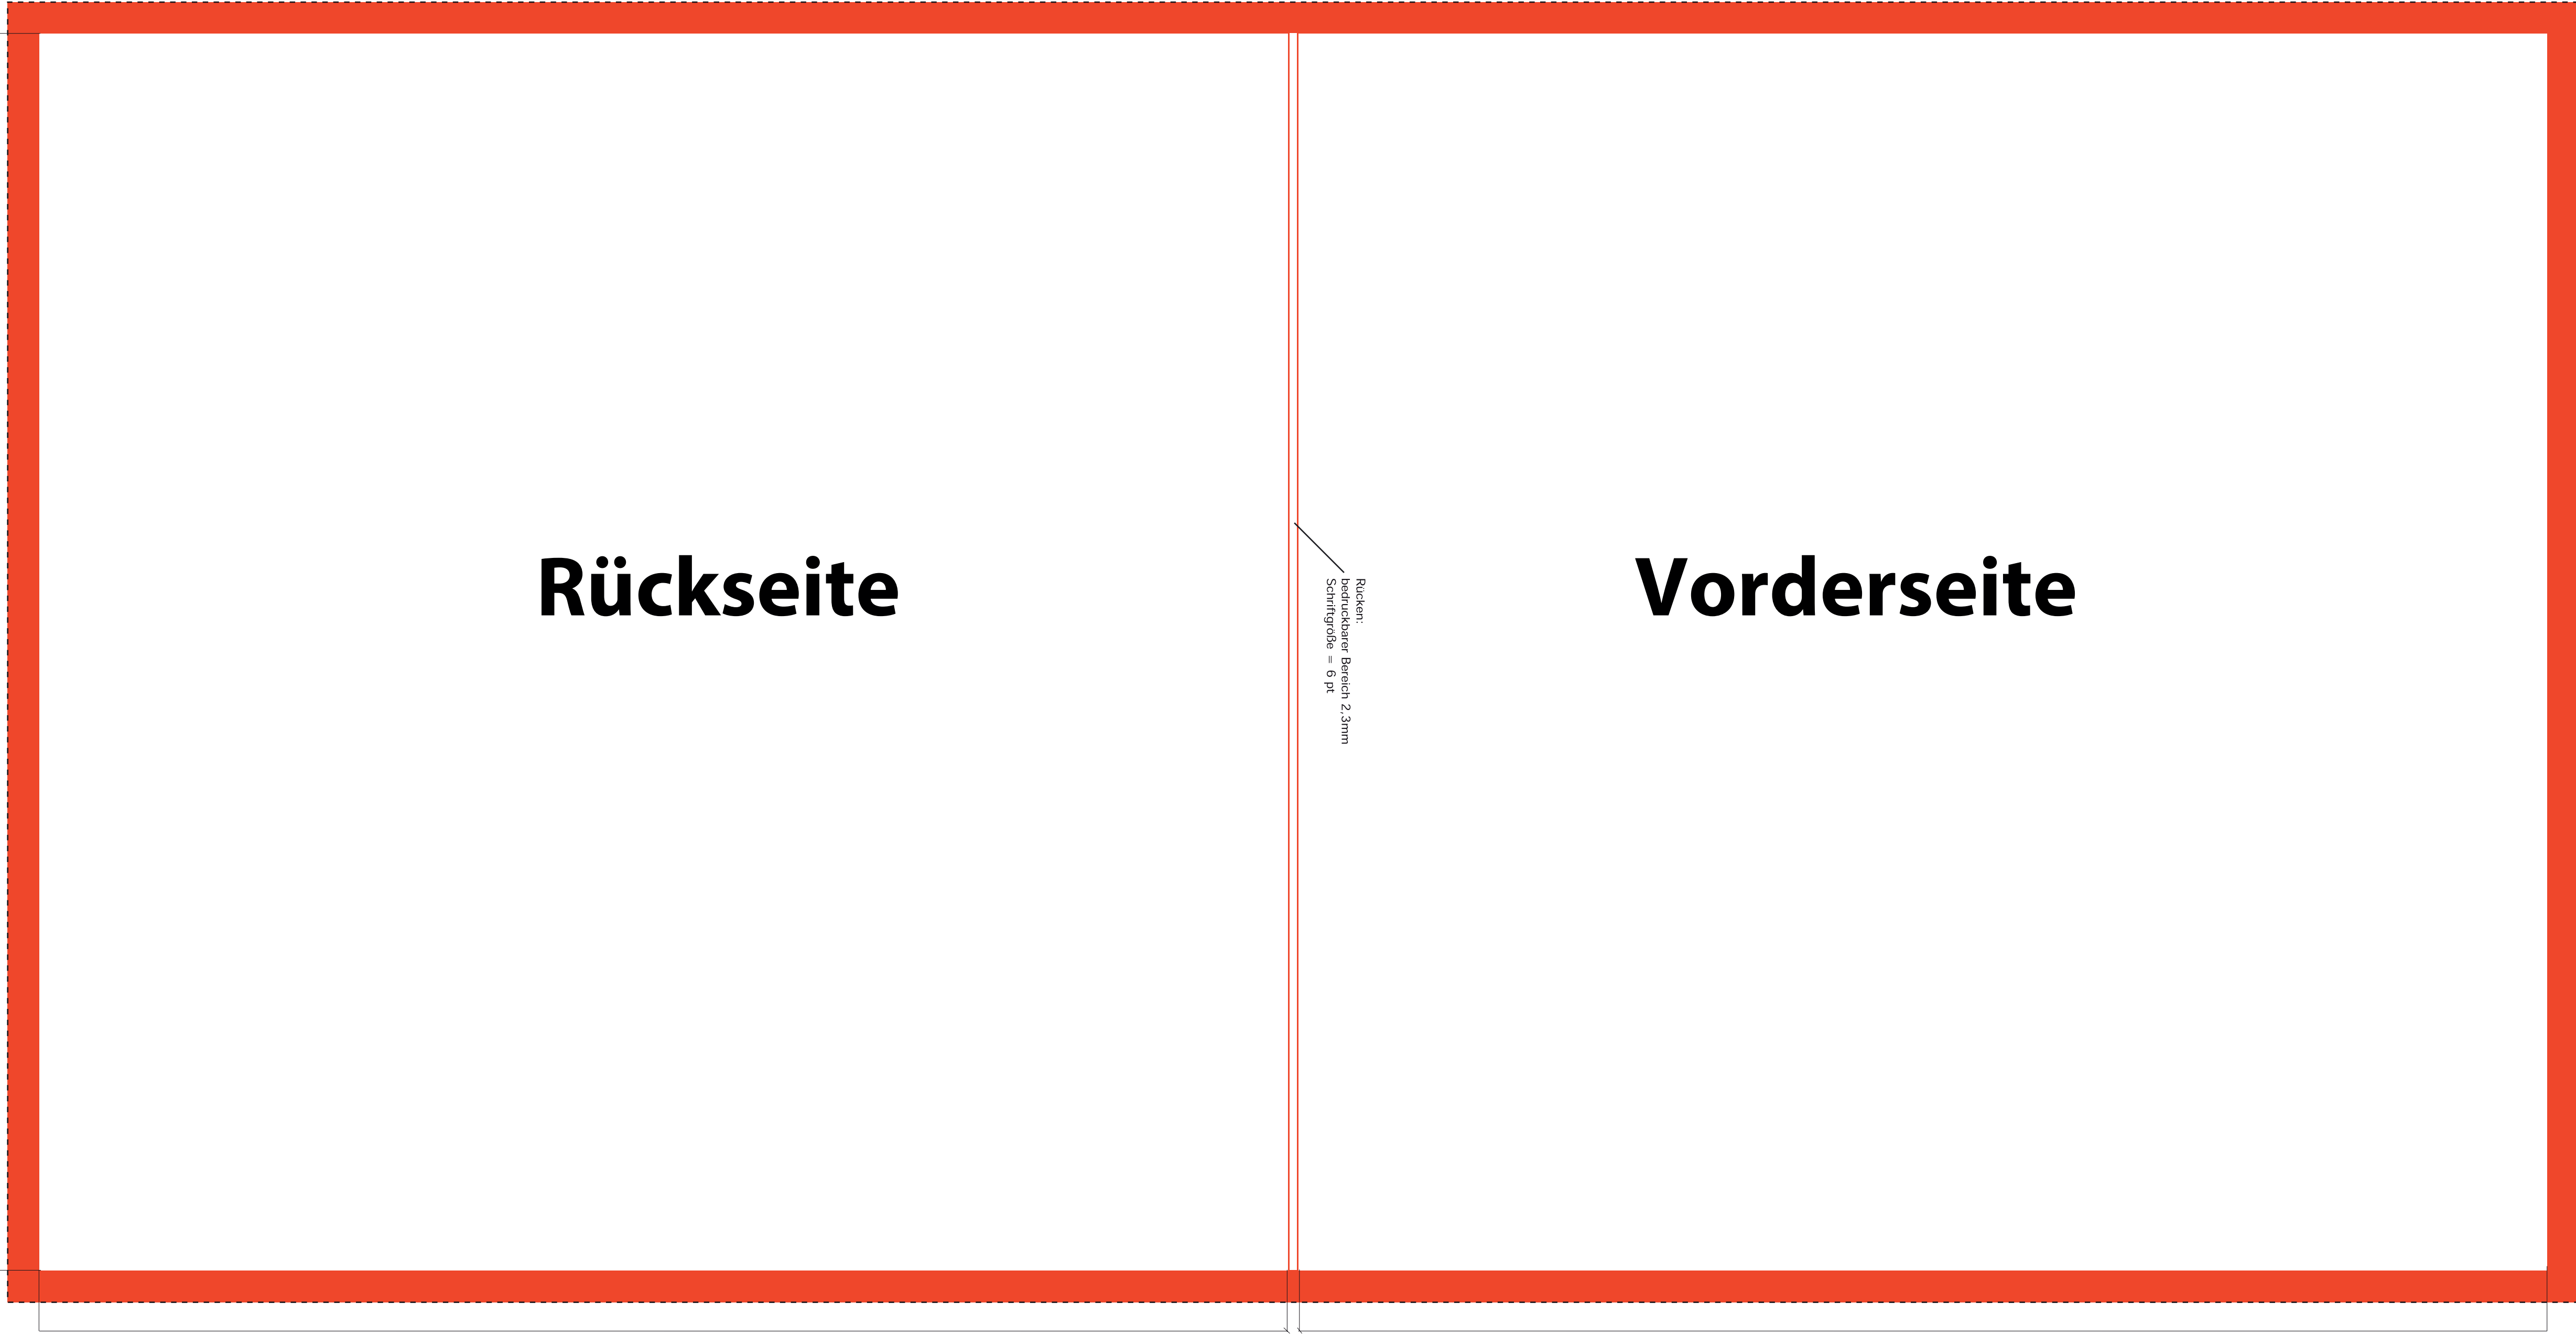 Rückseite
Rücken:
bedruckbarer Bereich 2,3mm
Schriftgröße = 6 pt
Vorderseite